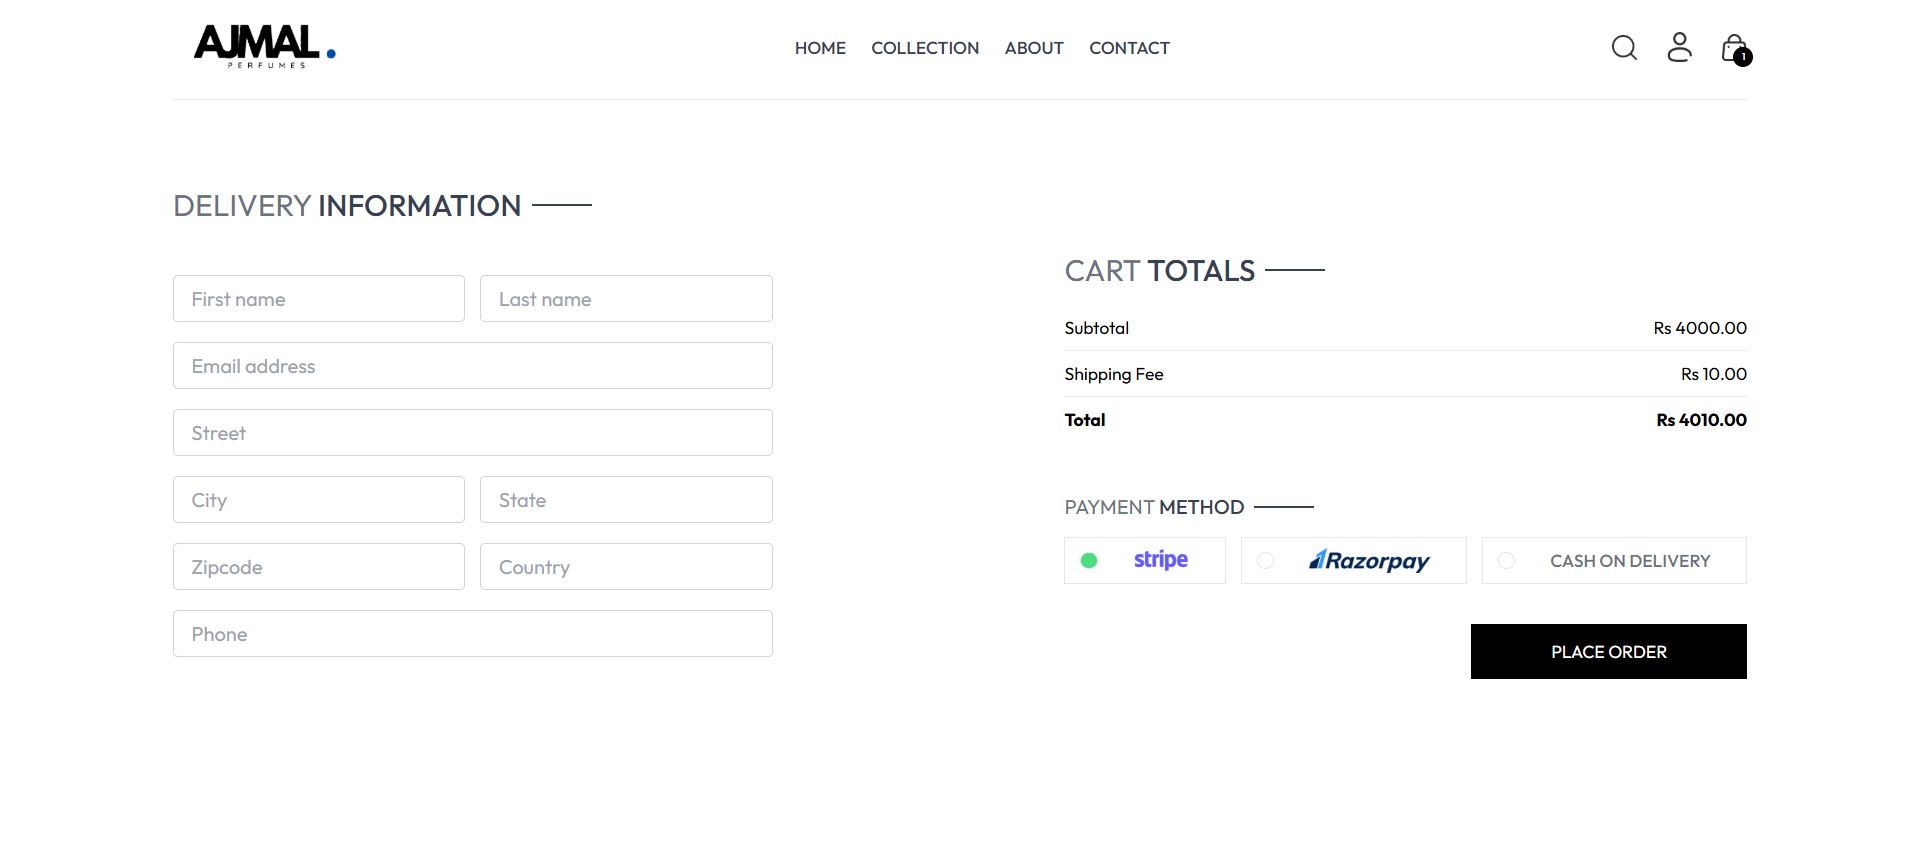 AJMAL
PERFUMES
HOME COLLECTION ABOUT CONTACT
1
DELIVERY INFORMATION
First name Last name
Email address
Street
City State
Zipcode Country
Phone
CART TOTALS
Subtotal Rs 4000.00
Shipping Fee Rs 10.00
Total Rs 4010.00
PAYMENT METHOD
stripe Razorpay CASH ON DELIVERY
PLACE ORDER